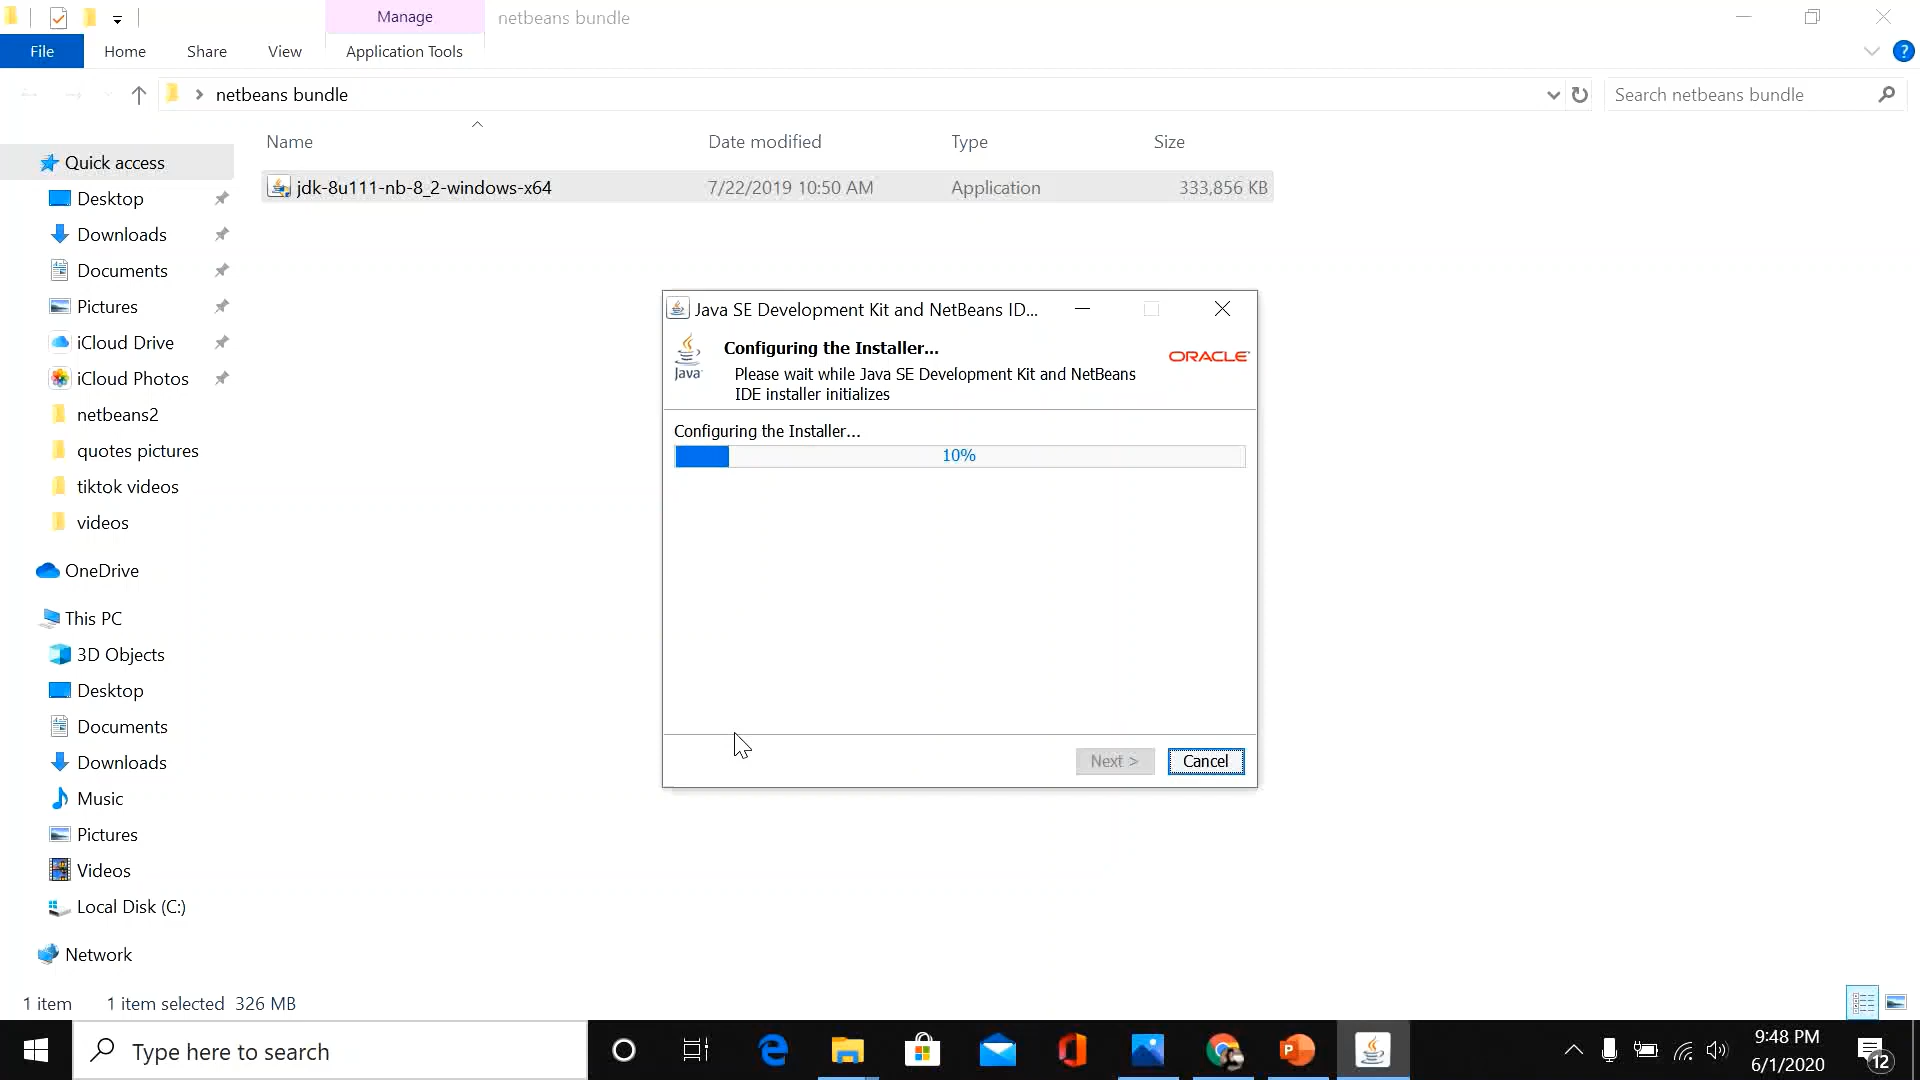 Manage
netbeans bundle
File
Home
Share
View
Application Tools
?
netbeans bundle
Search netbeans bundle
Name
Date modified
Type
Size
jdk-8u111-nb-8_2-windows-x64
7/22/2019 10:50 AM
Application
333,856 KB
Quick access
Desktop
Downloads
Documents
Pictures
iCloud Drive
iCloud Photos
netbeans2
quotes pictures
tiktok videos
videos
OneDrive
This PC
3D Objects
Desktop
Documents
Downloads
Music
Pictures
Videos
Local Disk (C:)
Network
Java SE Development Kit and NetBeans ID...
Java
Configuring the Installer...
ORACLE
Please wait while Java SE Development Kit and NetBeans
IDE installer initializes
Configuring the Installer...
10%
Next >
Cancel
1 item
1 item selected 326 MB
Type here to search
9:48 PM
6/1/2020
12